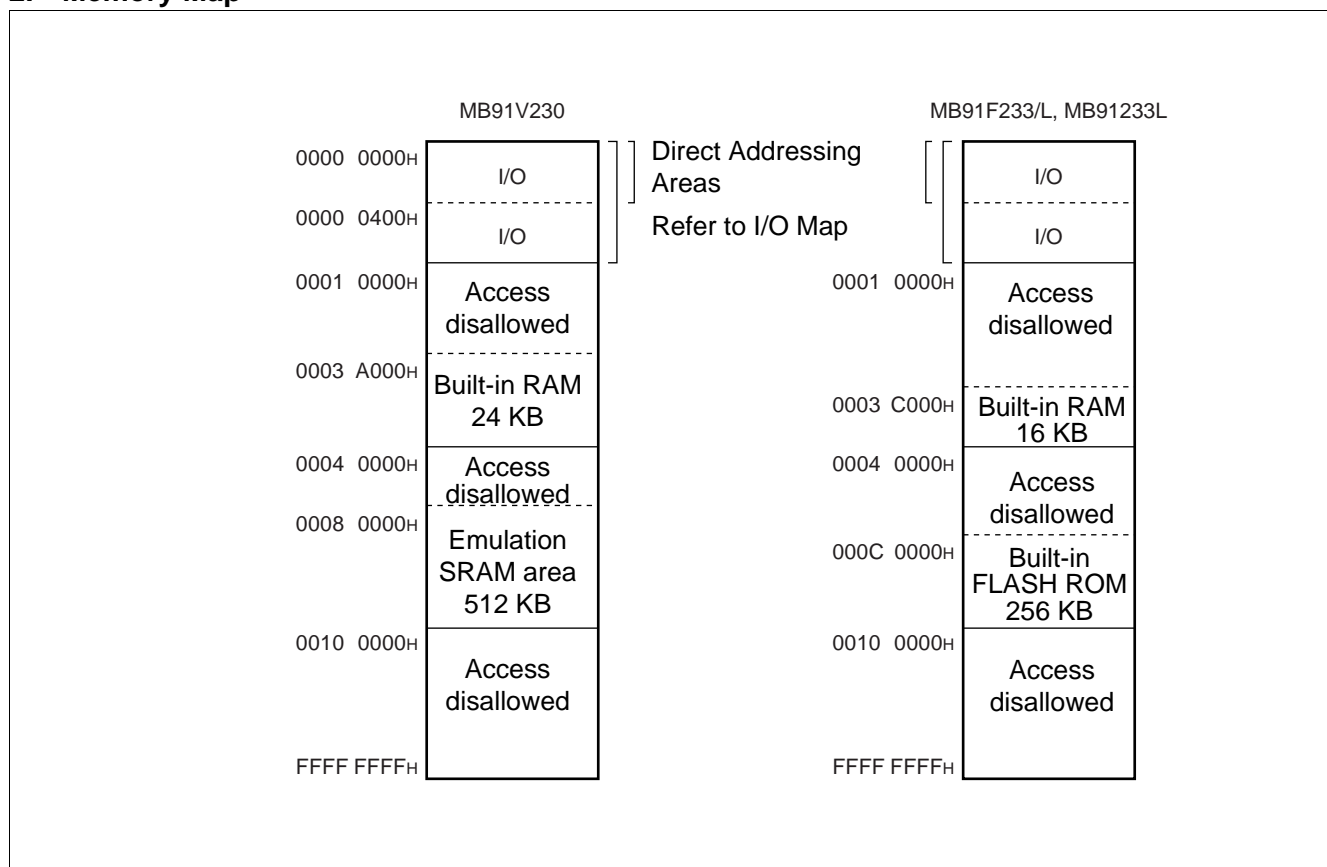 MB91V230
0000 0000H
I/O
0000 0400H
I/O
0001 0000H
Access
disallowed
0003 A000H
Built-in RAM
24 KB
0004 0000H
Access
disallowed
0008 0000H
Emulation
SRAM area
512 KB
0010 0000H
Access
disallowed
FFFF FFFFH
Direct Addressing
Areas
Refer to I/O Map
MB91F233/L, MB91233L
I/O
I/O
0001 0000H
Access
disallowed
0003 C000H
Built-in RAM
16 KB
0004 0000H
Access
disallowed
000C 0000H
Built-in
FLASH ROM
256 KB
0010 0000H
Access
disallowed
FFFF FFFFH